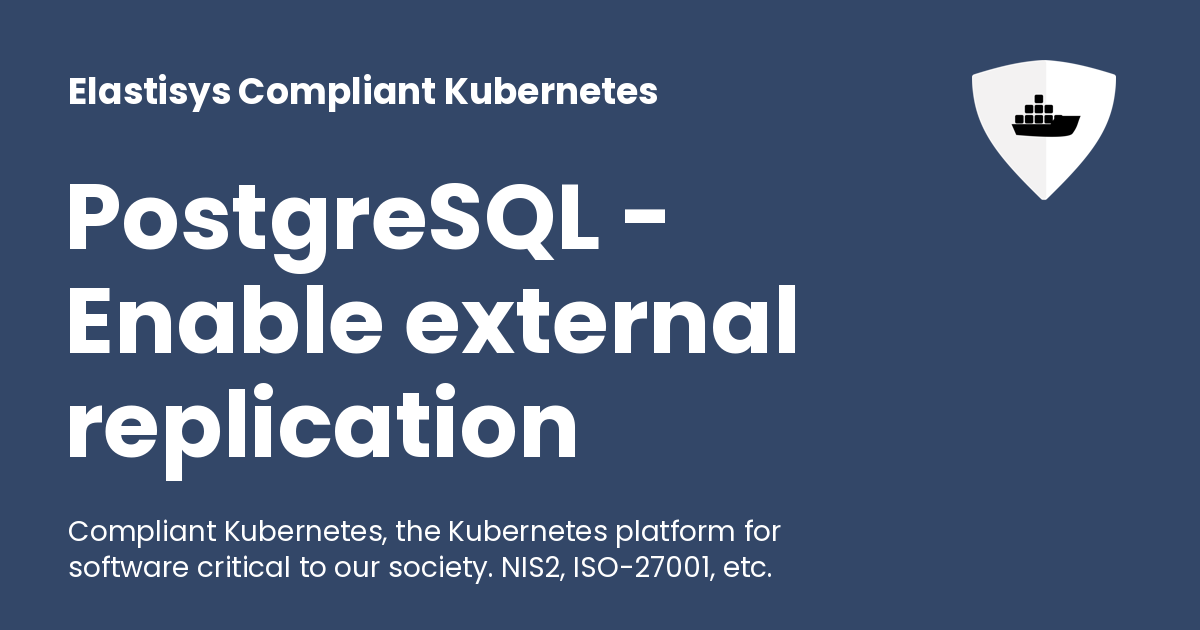 Elastisys Compliant Kubernetes
PostgreSQL -
Enable external
replication
Compliant Kubernetes, the Kubernetes platform for
software critical to our society. NIS2, ISO-27001, etc.